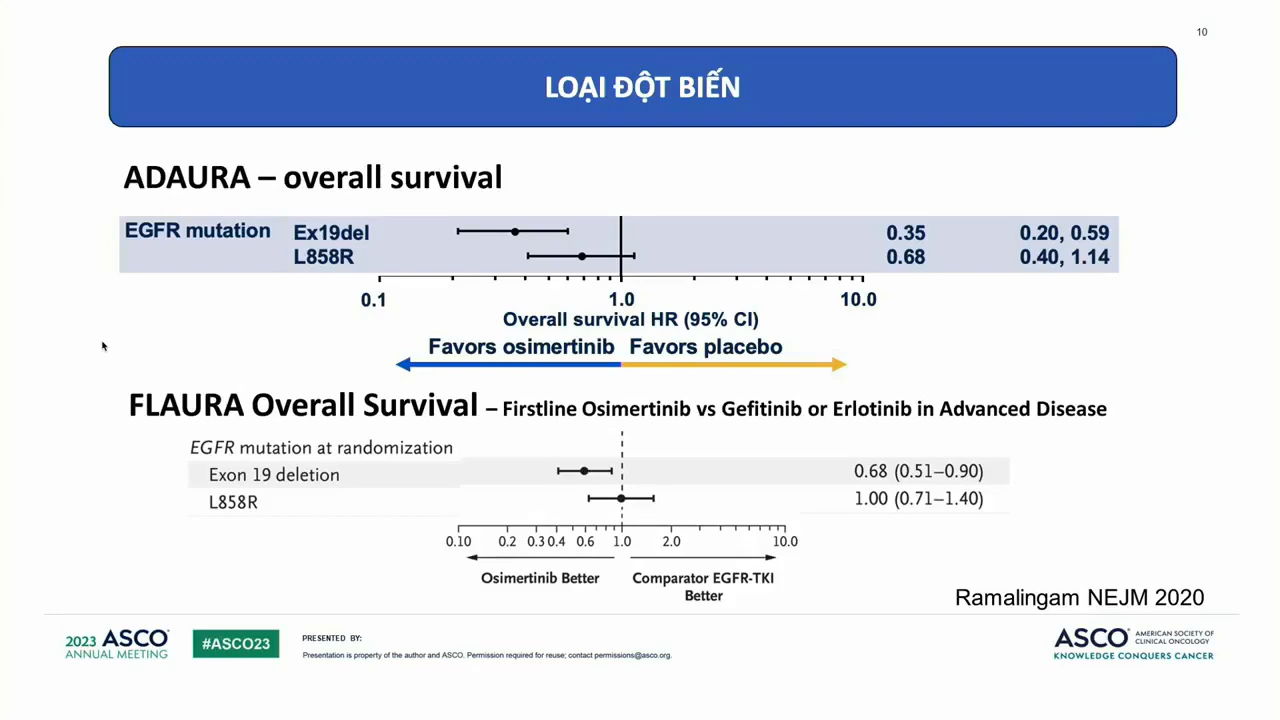 10
LOẠI ĐỘT BIẾN
ADAURA – overall survival
EGFR mutation Ex19del 0.35 0.20, 0.59
L858R 0.68 0.40, 1.14
0.1 1.0 10.0
Overall survival HR (95% CI)
Favors osimertinib Favors placebo
FLAURA Overall Survival – Firstline Osimertinib vs Gefitinib or Erlotinib in Advanced Disease
EGFR mutation at randomization
Exon 19 deletion 0.68 (0.51–0.90)
L858R 1.00 (0.71–1.40)
0.10 0.2 0.3 0.4 0.6 1.0 2.0 10.0
Osimertinib Better Comparator EGFR-TKI
Better
Ramalingam NEJM 2020
2023 ASCO
ANNUAL MEETING
#ASCO23
PRESENTED BY:
Presentation is property of the author and ASCO. Permission required for reuse; contact permissions@asco.org.
ASCO AMERICAN SOCIETY OF
CLINICAL ONCOLOGY
KNOWLEDGE CONQUERS CANCER